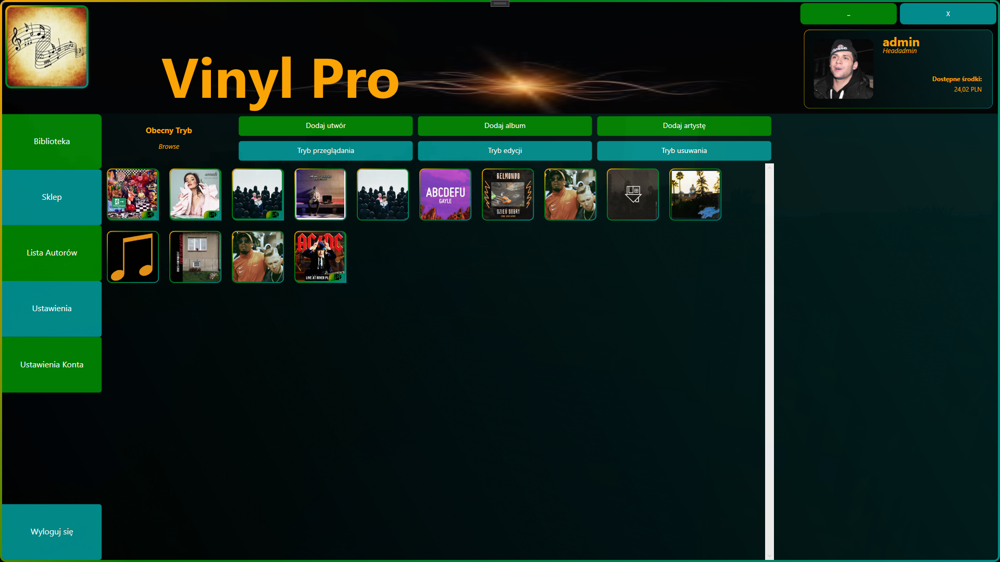 _
X
admin
Headadmin
Dostępne środki:
24,02 PLN
Vinyl Pro
Biblioteka
Sklep
Lista Autorów
Ustawienia
Ustawienia Konta
Wyloguj się
Obecny Tryb
Browse
Dodaj utwór
Dodaj album
Dodaj artystę
Tryb przeglądania
Tryb edycji
Tryb usuwania
sanah
ABCDEFU
GAYLE
BELMONDO
DZIEŃ DOBRY
AC/DC
LIVE AT RIVER PL